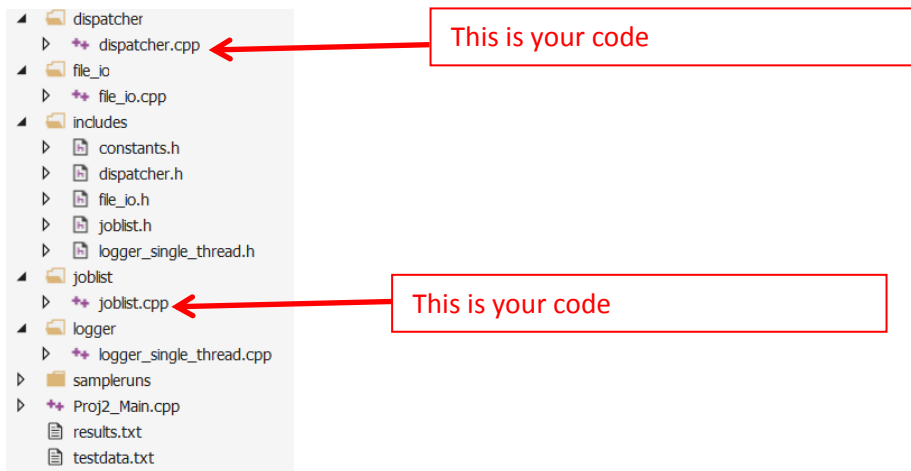 dispatcher
dispatcher.cpp
This is your code
file_io
file_io.cpp
includes
constants.h
dispatcher.h
file_io.h
joblist.h
logger_single_thread.h
joblist
joblist.cpp
This is your code
logger
logger_single_thread.cpp
sampleruns
Proj2_Main.cpp
results.txt
testdata.txt